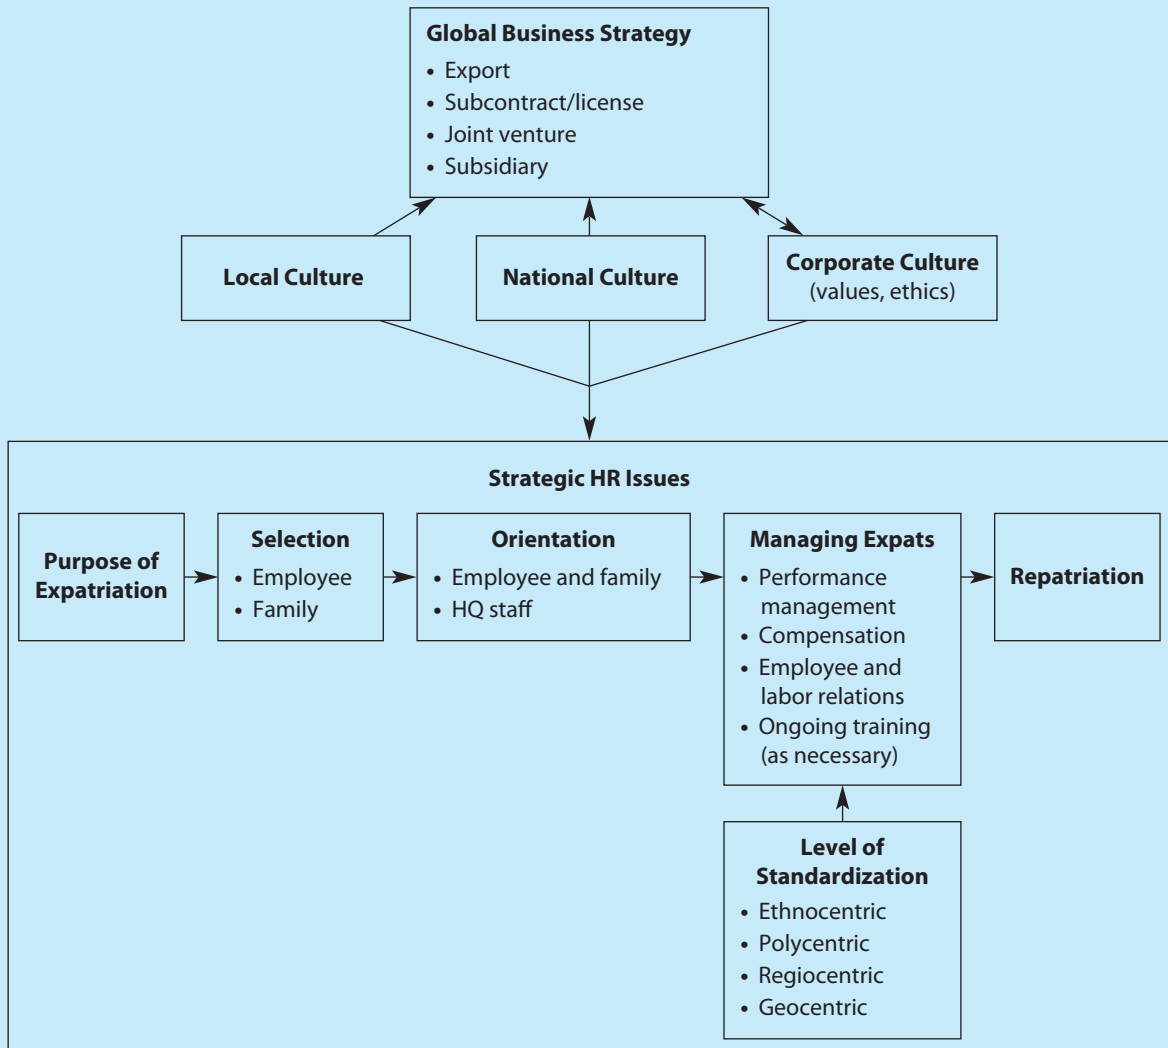 Global Business Strategy
• Export
• Subcontract/license
• Joint venture
• Subsidiary
Local Culture
National Culture
Corporate Culture
(values, ethics)
Strategic HR Issues
Purpose of
Expatriation
Selection
• Employee
• Family
Orientation
• Employee and family
• HQ staff
Managing Expats
• Performance
management
• Compensation
• Employee and
labor relations
• Ongoing training
(as necessary)
Repatriation
Level of
Standardization
• Ethnocentric
• Polycentric
• Regiocentric
• Geocentric